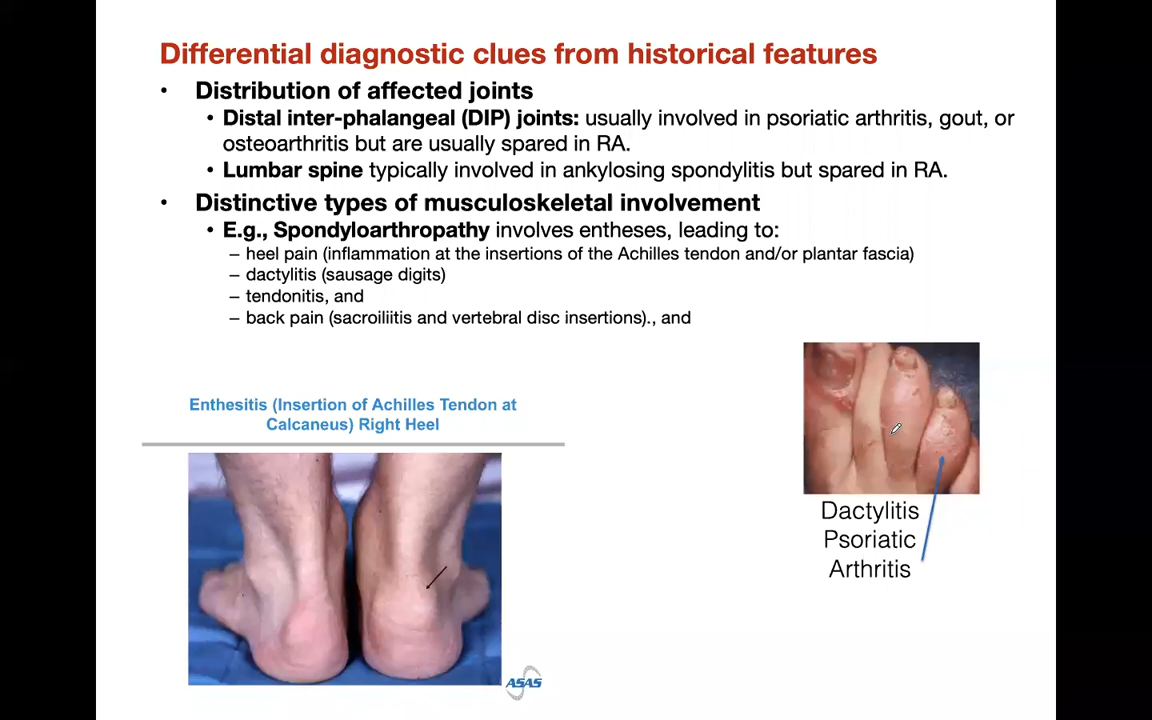 Differential diagnostic clues from historical features
• Distribution of affected joints
• Distal inter-phalangeal (DIP) joints: usually involved in psoriatic arthritis, gout, or
osteoarthritis but are usually spared in RA.
• Lumbar spine typically involved in ankylosing spondylitis but spared in RA.
• Distinctive types of musculoskeletal involvement
• E.g., Spondyloarthropathy involves entheses, leading to:
– heel pain (inflammation at the insertions of the Achilles tendon and/or plantar fascia)
– dactylitis (sausage digits)
– tendonitis, and
– back pain (sacroiliitis and vertebral disc insertions)., and
Enthesitis (Insertion of Achilles Tendon at
Calcaneus) Right Heel
Dactylitis
Psoriatic
Arthritis
ASAS